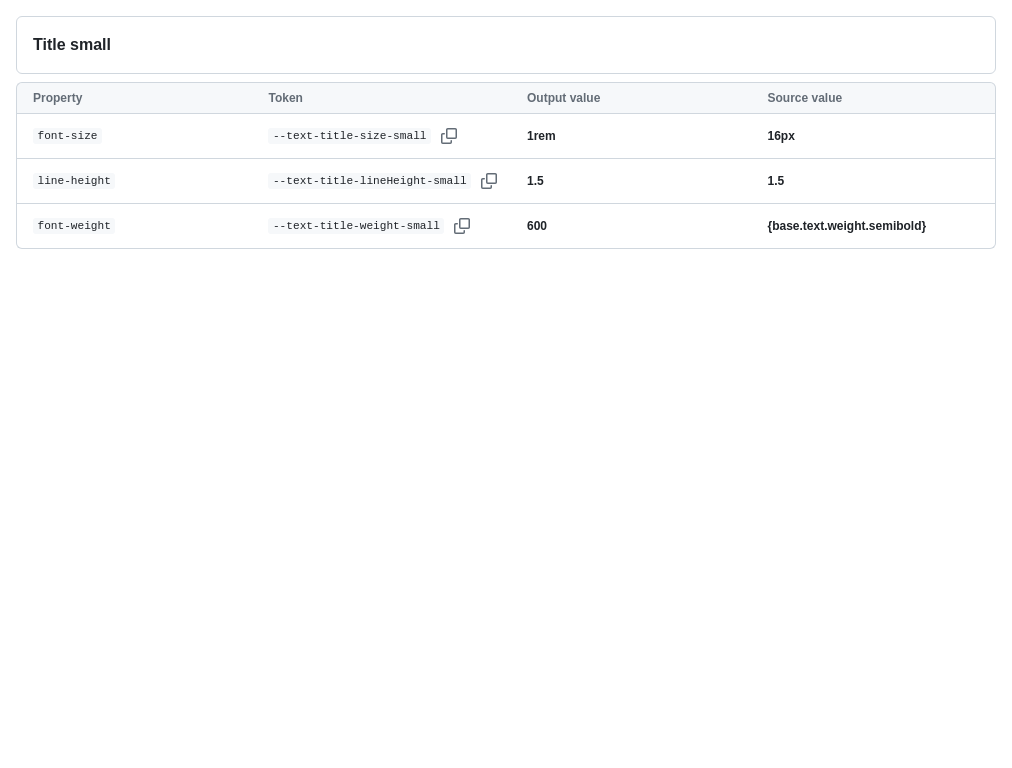 Title small
Property Token Output value Source value
font-size --text-title-size-small 1rem 16px
line-height --text-title-lineHeight-small 1.5 1.5
font-weight --text-title-weight-small 600 {base.text.weight.semibold}